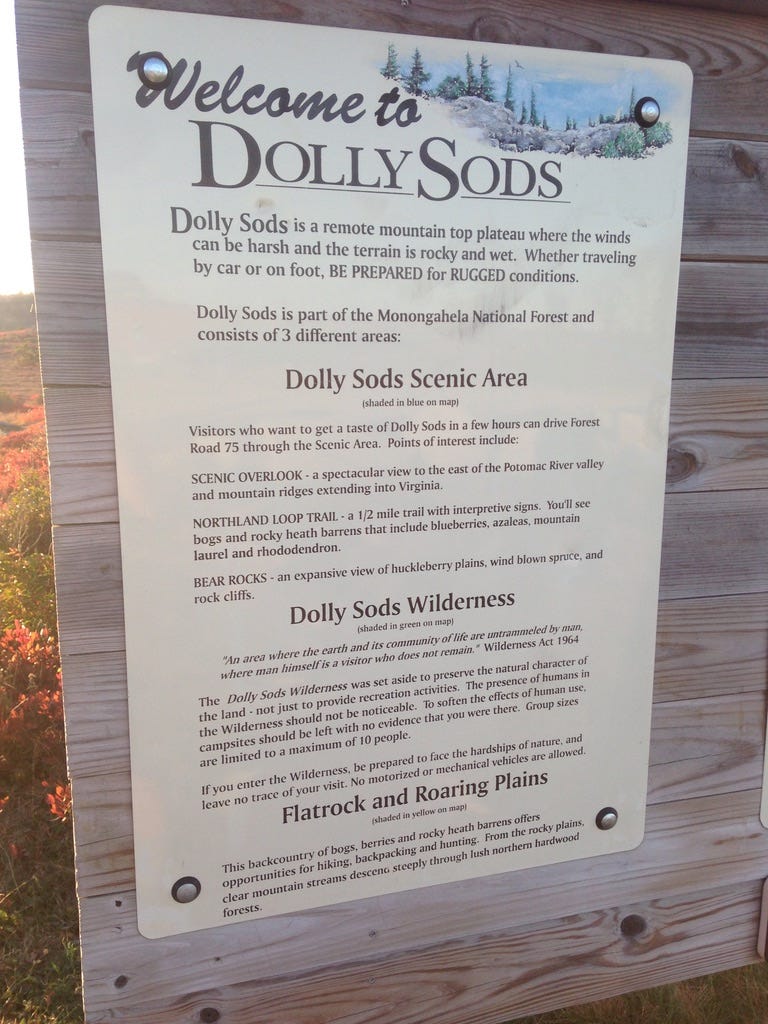 Welcome to
DOLLY SODS
Dolly Sods is a remote mountain top plateau where the winds
can be harsh and the terrain is rocky and wet. Whether traveling
by car or on foot, BE PREPARED for RUGGED conditions.
Dolly Sods is part of the Monongahela National Forest and
consists of 3 different areas:
Dolly Sods Scenic Area
(shaded in blue on map)
Visitors who want to get a taste of Dolly Sods in a few hours can drive Forest
Road 75 through the Scenic Area. Points of interest include:
SCENIC OVERLOOK - a spectacular view to the east of the Potomac River valley
and mountain ridges extending into Virginia.
NORTHLAND LOOP TRAIL - a 1/2 mile trail with interpretive signs. You'll see
bogs and rocky heath barrens that include blueberries, azaleas, mountain
laurel and rhododendron.
BEAR ROCKS - an expansive view of huckleberry plains, wind blown spruce, and
rock cliffs.
Dolly Sods Wilderness
(shaded in green on map)
"An area where the earth and its community of life are untrammeled by man,
where man himself is a visitor who does not remain." Wilderness Act 1964
The Dolly Sods Wilderness was set aside to preserve the natural character of
the land - not just to provide recreation activities. The presence of humans in
the Wilderness should not be noticeable. To soften the effects of human use,
campsites should be left with no evidence that you were there. Group sizes
are limited to a maximum of 10 people.
If you enter the Wilderness, be prepared to face the hardships of nature, and
leave no trace of your visit. No motorized or mechanical vehicles are allowed.
Flatrock and Roaring Plains
(shaded in yellow on map)
This backcountry of bogs, berries and rocky heath barrens offers
opportunities for hiking, backpacking and hunting. From the rocky plains,
clear mountain streams descend steeply through lush northern hardwood
forests.